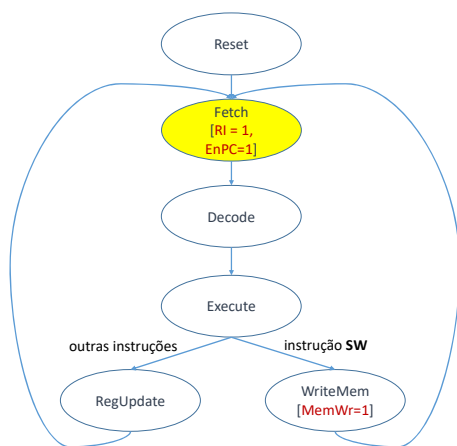 Reset
Fetch
[RI = 1,
EnPC=1]
Decode
Execute
outras instruções
instrução SW
RegUpdate
WriteMem
[MemWr=1]